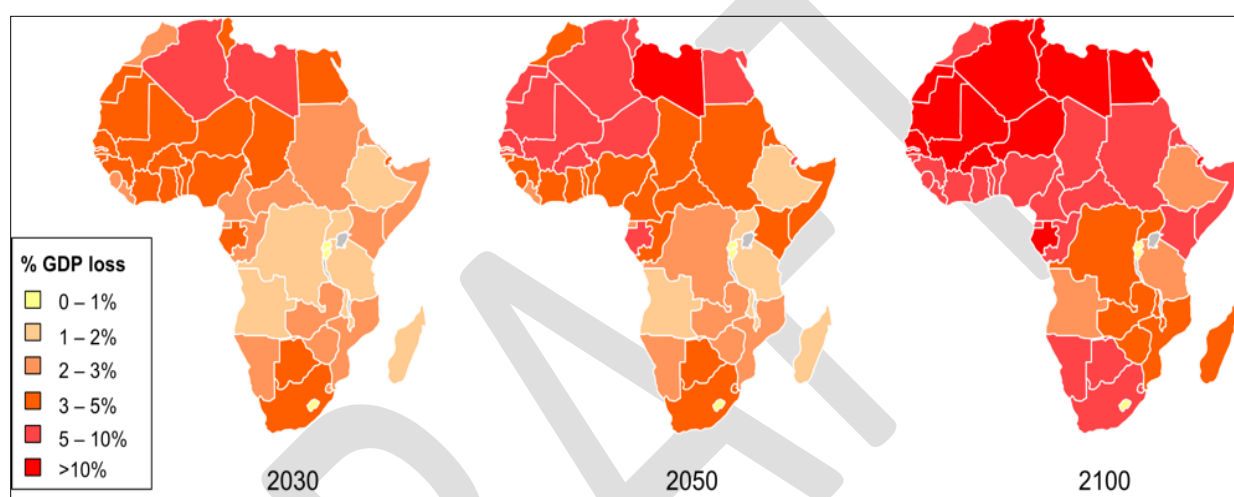 % GDP loss
0 – 1%
1 – 2%
2 – 3%
3 – 5%
5 – 10%
>10%
2030
2050
2100